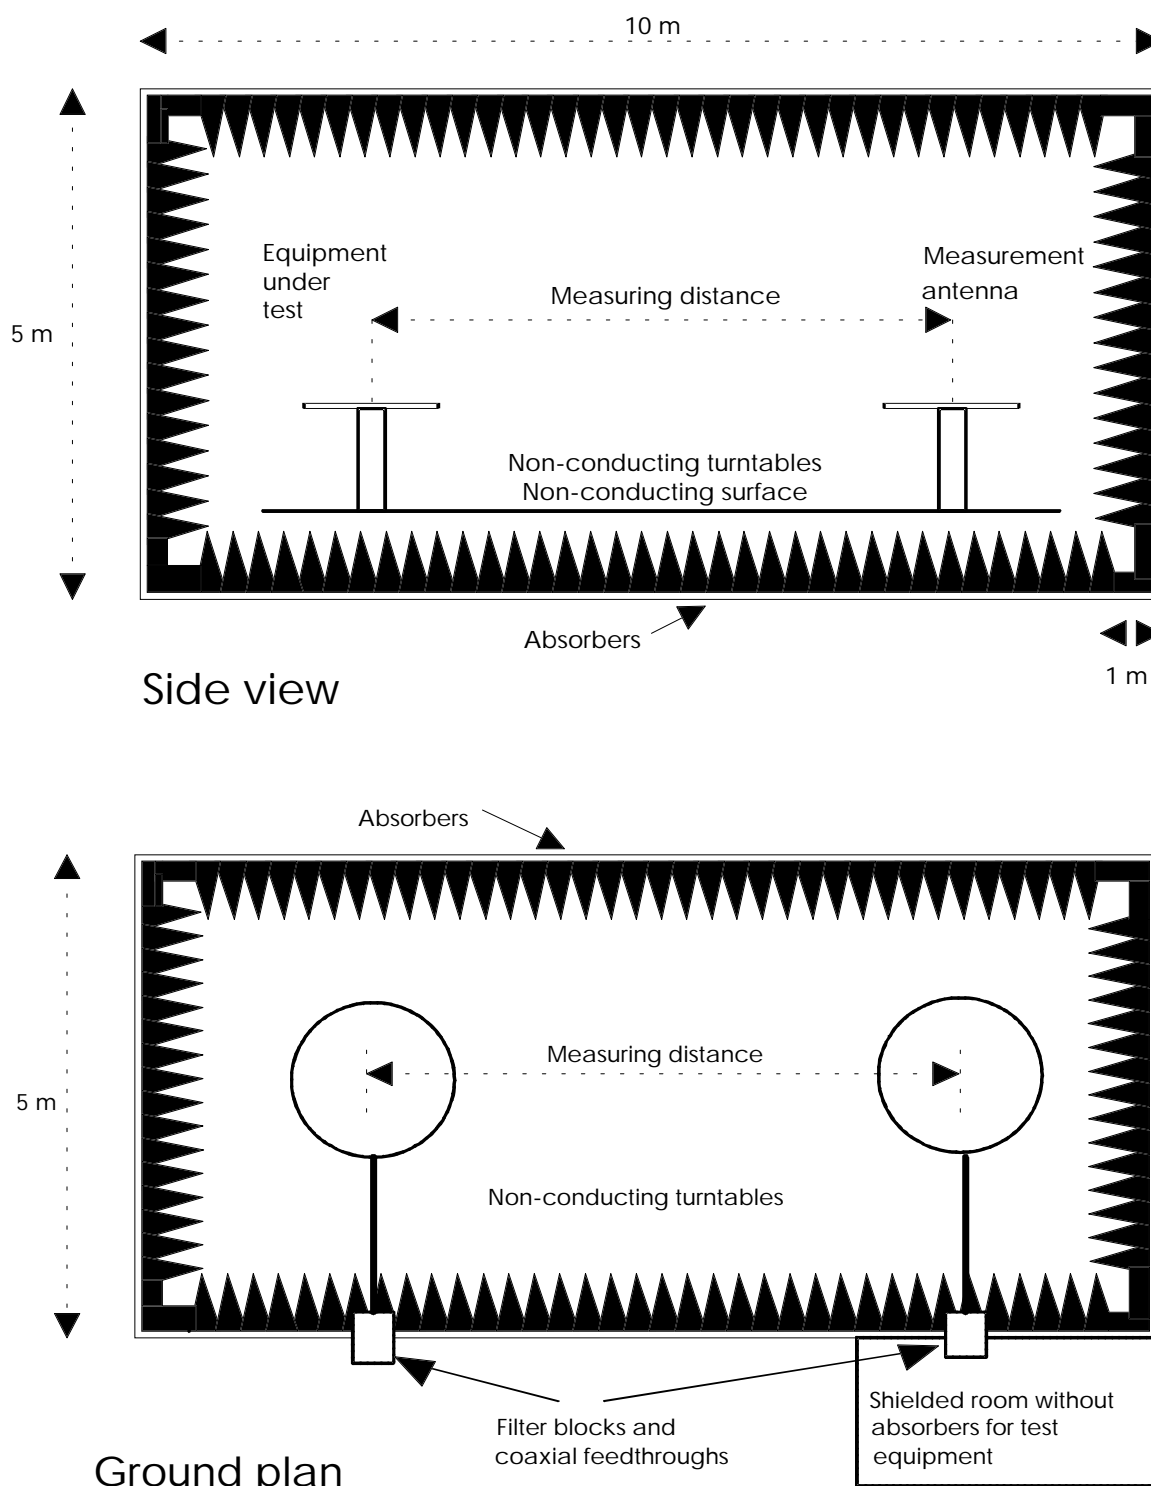 10 m
Equipment
under
test
Measurement
antenna
Measuring distance
5 m
Non-conducting turntables
Non-conducting surface
Absorbers
1 m
Side view
Absorbers
Measuring distance
5 m
Non-conducting turntables
Filter blocks and
coaxial feedthroughs
Shielded room without
absorbers for test
equipment
Ground plan